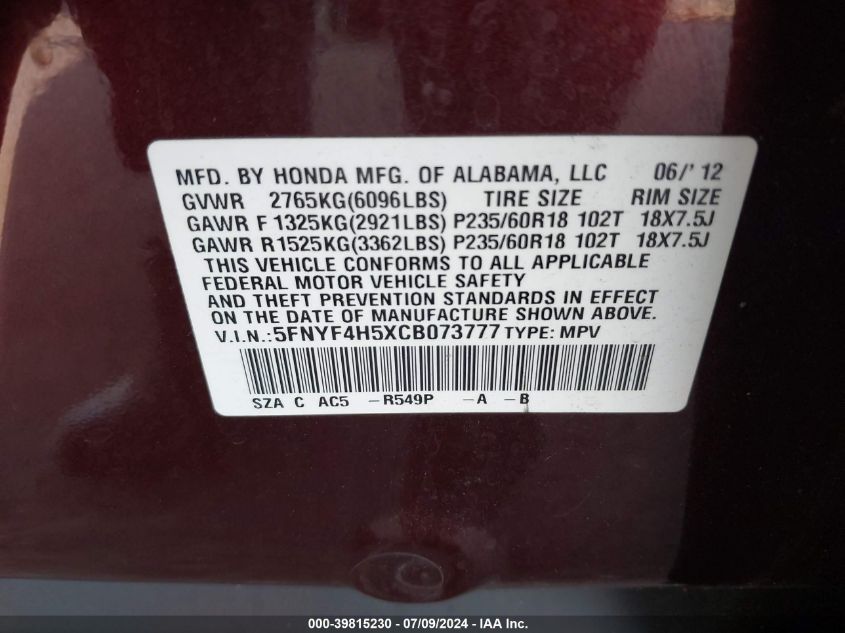 MFD. BY HONDA MFG. OF ALABAMA, LLC 06/'12
GVWR 2765KG(6096LBS) TIRE SIZE RIM SIZE
GAWR F 1325KG(2921LBS) P235/60R18 102T 18X7.5J
GAWR R1525KG(3362LBS) P235/60R18 102T 18X7.5J
THIS VEHICLE CONFORMS TO ALL APPLICABLE
FEDERAL MOTOR VEHICLE SAFETY
AND THEFT PREVENTION STANDARDS IN EFFECT
ON THE DATE OF MANUFACTURE SHOWN ABOVE.
V.I.N.:5FNYF4H5XCB073777 TYPE: MPV
SZA C AC5 -R549P -A -B
000-39815230 - 07/09/2024 - IAA Inc.